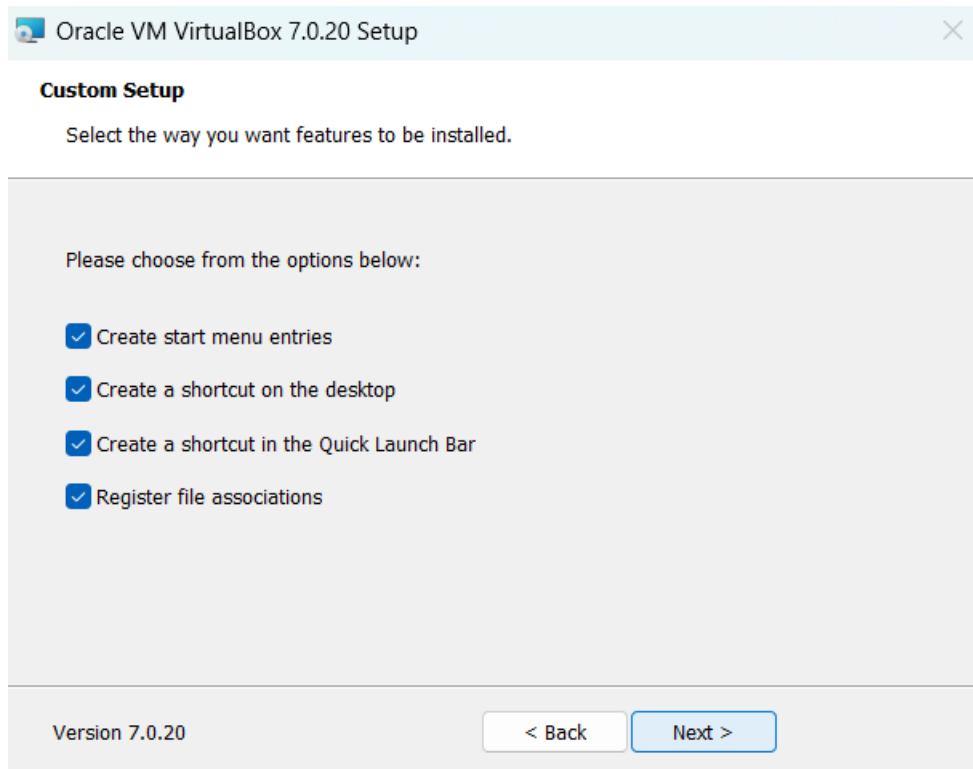 Oracle VM VirtualBox 7.0.20 Setup
Custom Setup
Select the way you want features to be installed.
Please choose from the options below:
Create start menu entries
Create a shortcut on the desktop
Create a shortcut in the Quick Launch Bar
Register file associations
Version 7.0.20
< Back
Next >